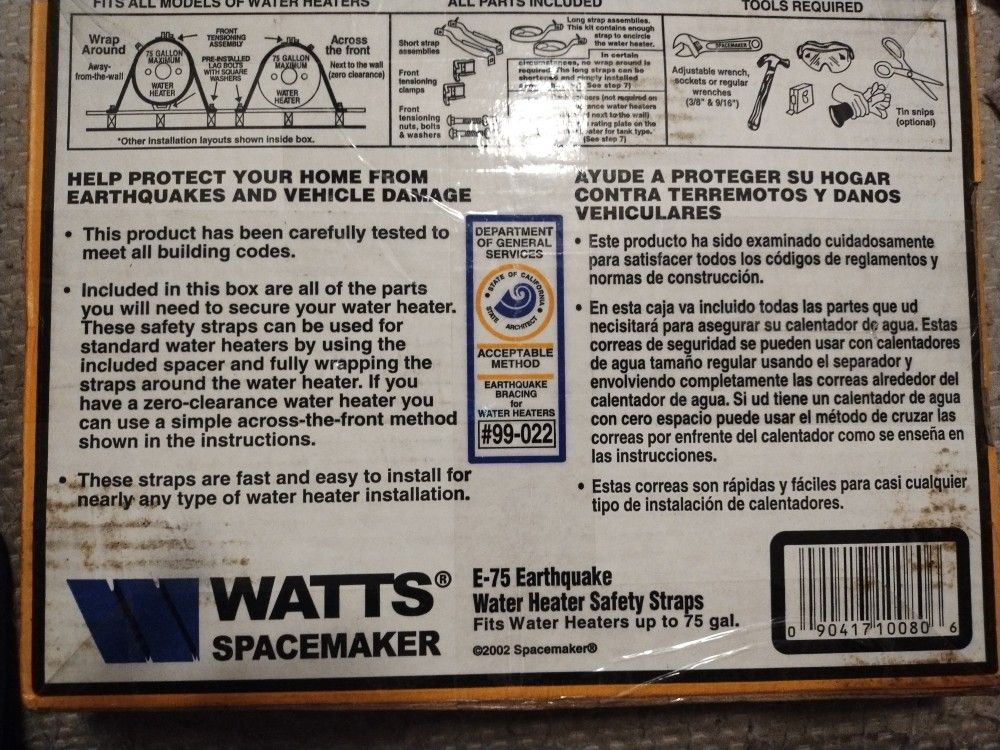 FITS ALL MODELS OF WATER HEATERS
ALL PARTS INCLUDED
TOOLS REQUIRED
Wrap
Around
Away-
from-the-wall
75 GALLON
MAXIMUM
WATER
HEATER
FRONT
TENSIONING
ASSEMBLY
PRE-INSTALLED
LAG BOLTS
WITH SQUARE
WASHERS
75 GALLON
MAXIMUM
WATER
HEATER
Across
the front
Next to the wall
(zero clearance)
*Other installation layouts shown inside box.
Short strap
assemblies
Front
tensioning
clamps
Front
tensioning
nuts, bolts
& washers
Long strap assemblies.
This kit contains enough
strap to encircle
the water heater.
In certain
circumstances, no wrap around is
required. The long straps can be
shortened and simply installed
(See step 7)
(not required on
water heaters
next to the wall)
rating plate on the
heater for tank type.
(See step 7)
SPACEMAKER
Adjustable wrench,
sockets or regular
wrenches
(3/8" & 9/16")
Tin snips
(optional)
HELP PROTECT YOUR HOME FROM
EARTHQUAKES AND VEHICLE DAMAGE
• This product has been carefully tested to
meet all building codes.
• Included in this box are all of the parts
you will need to secure your water heater.
These safety straps can be used for
standard water heaters by using the
included spacer and fully wrapping the
straps around the water heater. If you
have a zero-clearance water heater you
can use a simple across-the-front method
shown in the instructions.
• These straps are fast and easy to install for
nearly any type of water heater installation.
DEPARTMENT
OF GENERAL
SERVICES
• STATE OF CALIFORNIA •
STATE ARCHITECT
ACCEPTABLE
METHOD
EARTHQUAKE
BRACING
for
WATER HEATERS
#99-022
AYUDE A PROTEGER SU HOGAR
CONTRA TERREMOTOS Y DANOS
VEHICULARES
• Este producto ha sido examinado cuidadosamente
para satisfacer todos los códigos de reglamentos y
normas de construcción.
• En esta caja va incluido todas las partes que ud
necisitará para asegurar su calentador de agua. Estas
correas de seguridad se pueden usar con calentadores
de agua tamaño regular usando el separador y
envolviendo completamente las correas alrededor del
calentador de agua. Si ud tiene un calentador de agua
con cero espacio puede usar el método de cruzar las
correas por enfrente del calentador como se enseña en
las instrucciones.
• Estas correas son rápidas y fáciles para casi cualquier
tipo de instalación de calentadores.
WATTS®
SPACEMAKER
E-75 Earthquake
Water Heater Safety Straps
Fits Water Heaters up to 75 gal.
©2002 Spacemaker®
0 90417 10080 6